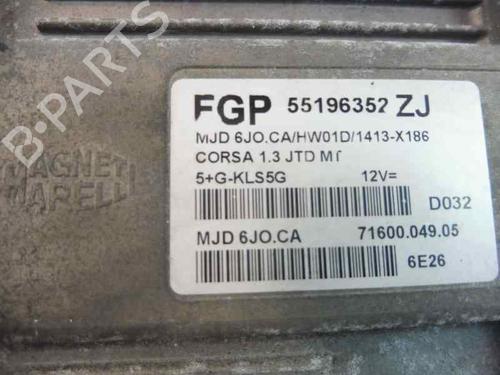 B-PARTS
MAGNETI
MARELLI
FGP 55196352 ZJ
MJD 6JO.CA/HW01D/1413-X186
CORSA 1.3 JTD MT
5+G-KLS5G 12V=
D032
MJD 6JO.CA 71600.049.05
6E26